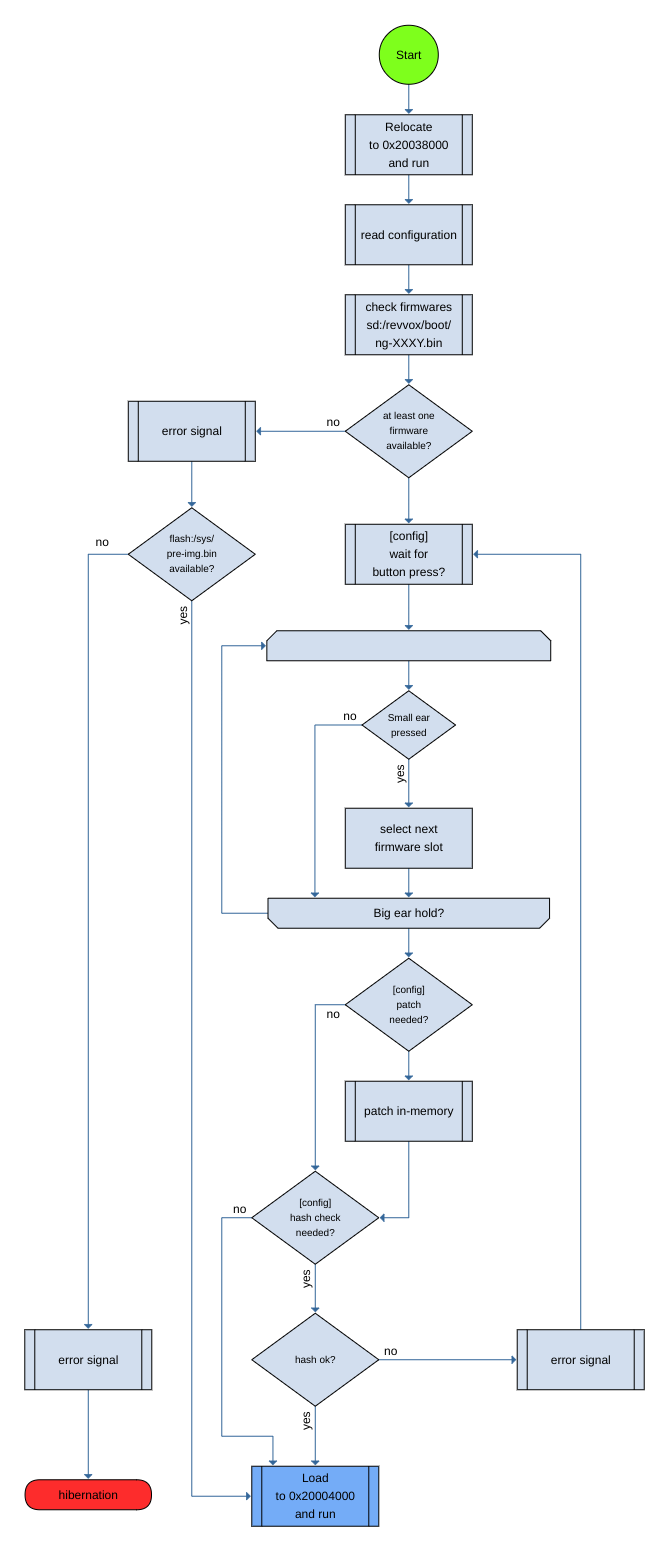 Start
Relocate
to 0x20038000
and run
read configuration
check firmwares
sd:/revvox/boot/
ng-XXXY.bin
at least one
firmware
available?
no
error signal
flash:/sys/
pre-img.bin
available?
no
yes
[config]
wait for
button press?
Small ear
pressed
no
yes
select next
firmware slot
Big ear hold?
[config]
patch
needed?
no
patch in-memory
[config]
hash check
needed?
no
yes
hash ok?
no
yes
error signal
error signal
hibernation
Load
to 0x20004000
and run